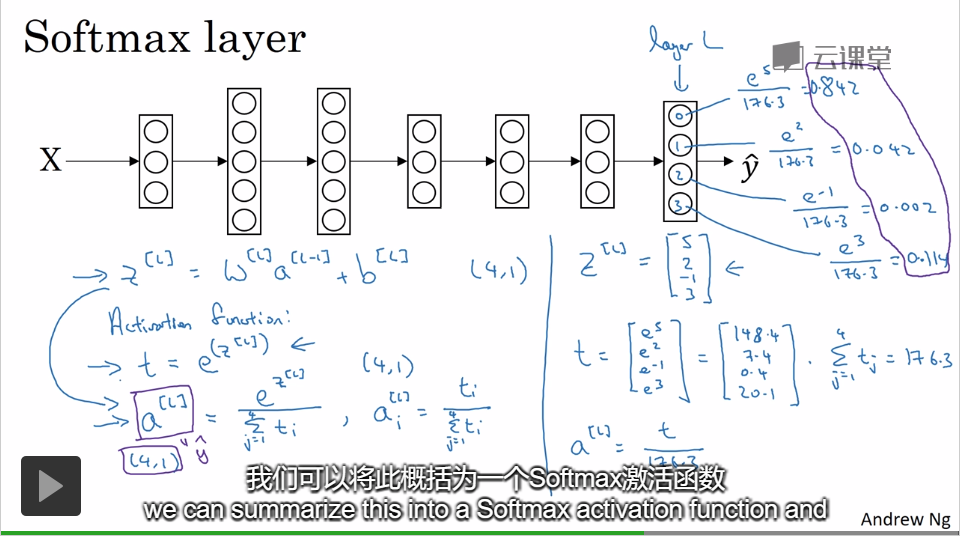 Softmax layer
layer L
云课堂
X
0
1
2
3
ŷ
e^5/176.3 = 0.842
e^2/176.3 = 0.042
e^-1/176.3 = 0.002
e^3/176.3 = 0.114
→ z^[L] = W^[L] a^[L-1] + b^[L] (4,1)
Activation function:
→ t = e^(z^[L]) ← (4,1)
→ a^[L] = e^z^[L] / Σ_{j=1}^4 t_i , a_i^[L] = t_i / Σ_{j=1}^4 t_i
(4,1) " ŷ
z^[L] = [5 2 -1 3] ←
t = [e^5 e^2 e^-1 e^3] = [148.4 7.4 0.4 20.1] . Σ_{j=1}^4 t_j = 176.3
a^[L] = t/176.3
我们可以将此概括为一个Softmax激活函数
we can summarize this into a Softmax activation function and
Andrew Ng